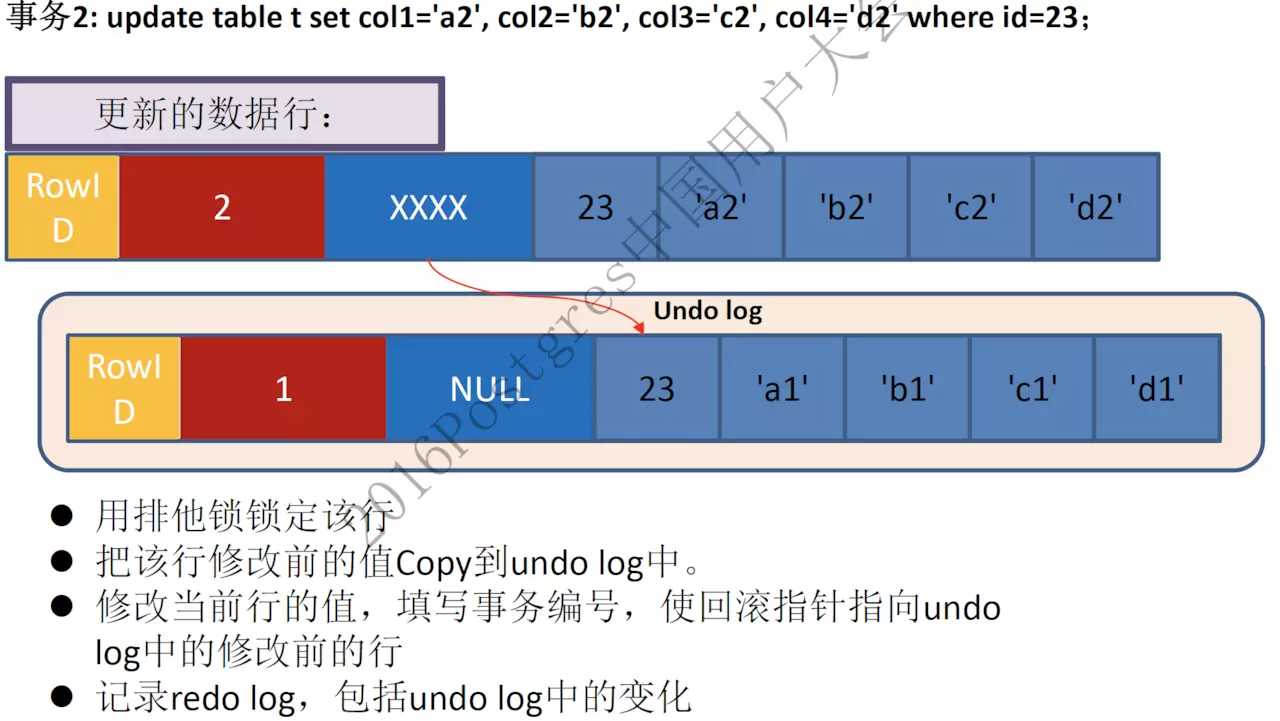 事务2: update table t set col1='a2', col2='b2', col3='c2', col4='d2' where id=23;
更新的数据行：
RowI
D
2
XXXX
23
'a2'
'b2'
'c2'
'd2'
Undo log
RowI
D
1
NULL
23
'a1'
'b1'
'c1'
'd1'
● 用排他锁锁定该行
● 把该行修改前的值Copy到undo log中。
● 修改当前行的值，填写事务编号，使回滚指针指向undo
log中的修改前的行
● 记录redo log，包括undo log中的变化
2016Postgres中国用户大会